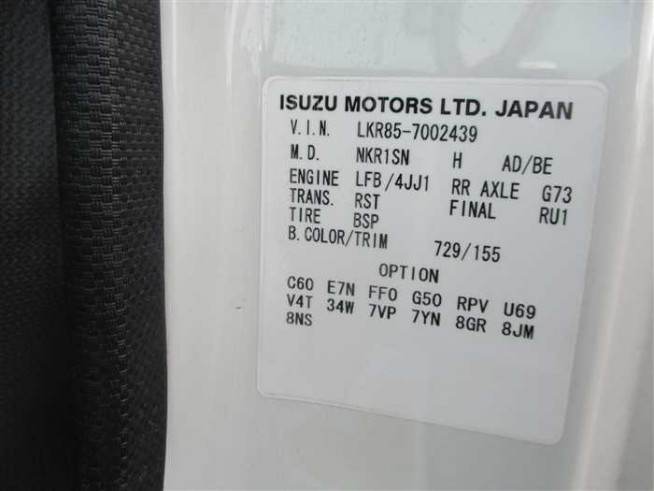 ISUZU MOTORS LTD. JAPAN
V.I.N. LKR85-7002439
M.D. NKR1SN H AD/BE
ENGINE LFB/4JJ1 RR AXLE G73
TRANS. RST FINAL RU1
TIRE BSP
B.COLOR/TRIM 729/155
OPTION
C60 E7N FF0 G50 RPV U69
V4T 34W 7VP 7YN 8GR 8JM
8NS